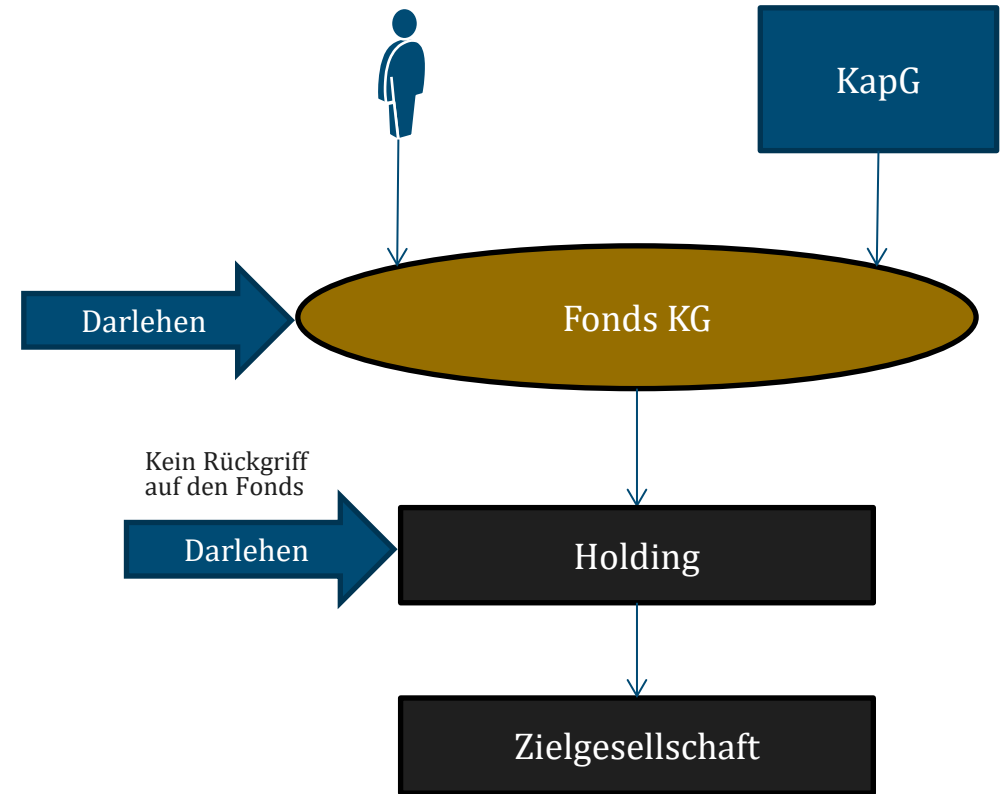 KapG
Fonds KG
Darlehen
Kein Rückgriff
auf den Fonds
Darlehen
Holding
Zielgesellschaft